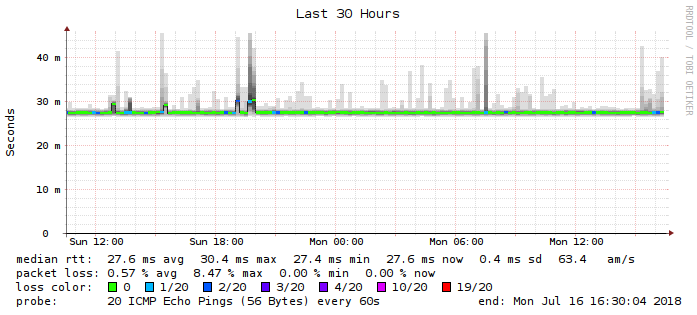 Last 30 Hours
RRDTOOL / TOBI OETIKER
Seconds
40 m
30 m
20 m
10 m
0
Sun 12:00 Sun 18:00 Mon 00:00 Mon 06:00 Mon 12:00
median rtt: 27.6 ms avg 30.4 ms max 27.4 ms min 27.6 ms now 0.4 ms sd 63.4 am/s
packet loss: 0.57 % avg 8.47 % max 0.00 % min 0.00 % now
loss color: 0 1/20 2/20 3/20 4/20 10/20 19/20
probe: 20 ICMP Echo Pings (56 Bytes) every 60s end: Mon Jul 16 16:30:04 2018